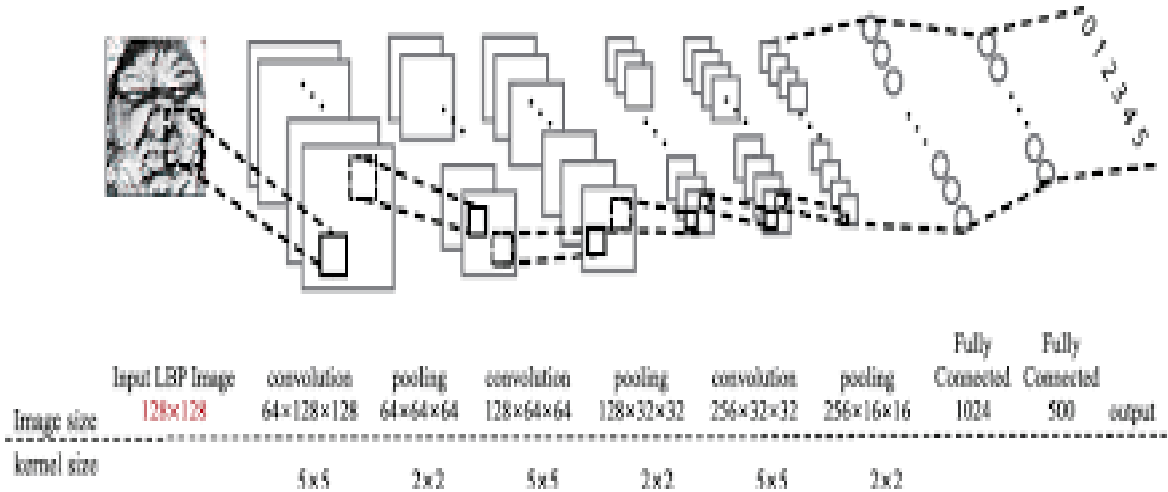 0 1 2 3 4 5
Fully Fully
Input LBP Image convolution pooling convolution pooling convolution pooling Connected Connected
Image size 128×128 64×128×128 64×64×64 128×64×64 128×32×32 256×32×32 256×16×16 1024 500 output
kernel size
5×5 2×2 5×5 2×2 5×5 2×2